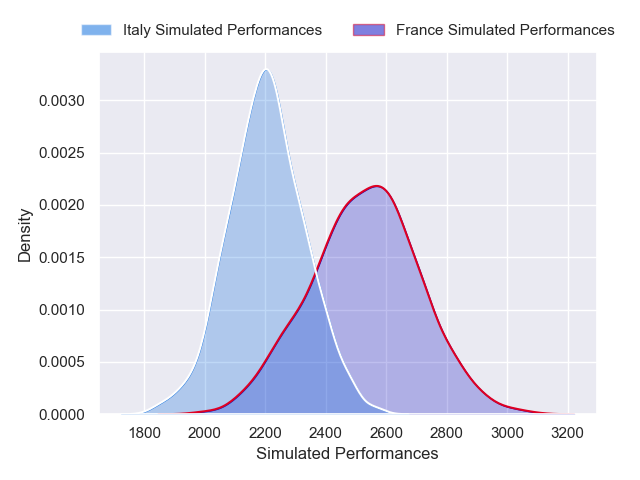 Italy Simulated Performances France Simulated Performances
0.0030
0.0025
0.0020
0.0015
0.0010
0.0005
0.0000
Density
1800 2000 2200 2400 2600 2800 3000 3200
Simulated Performances